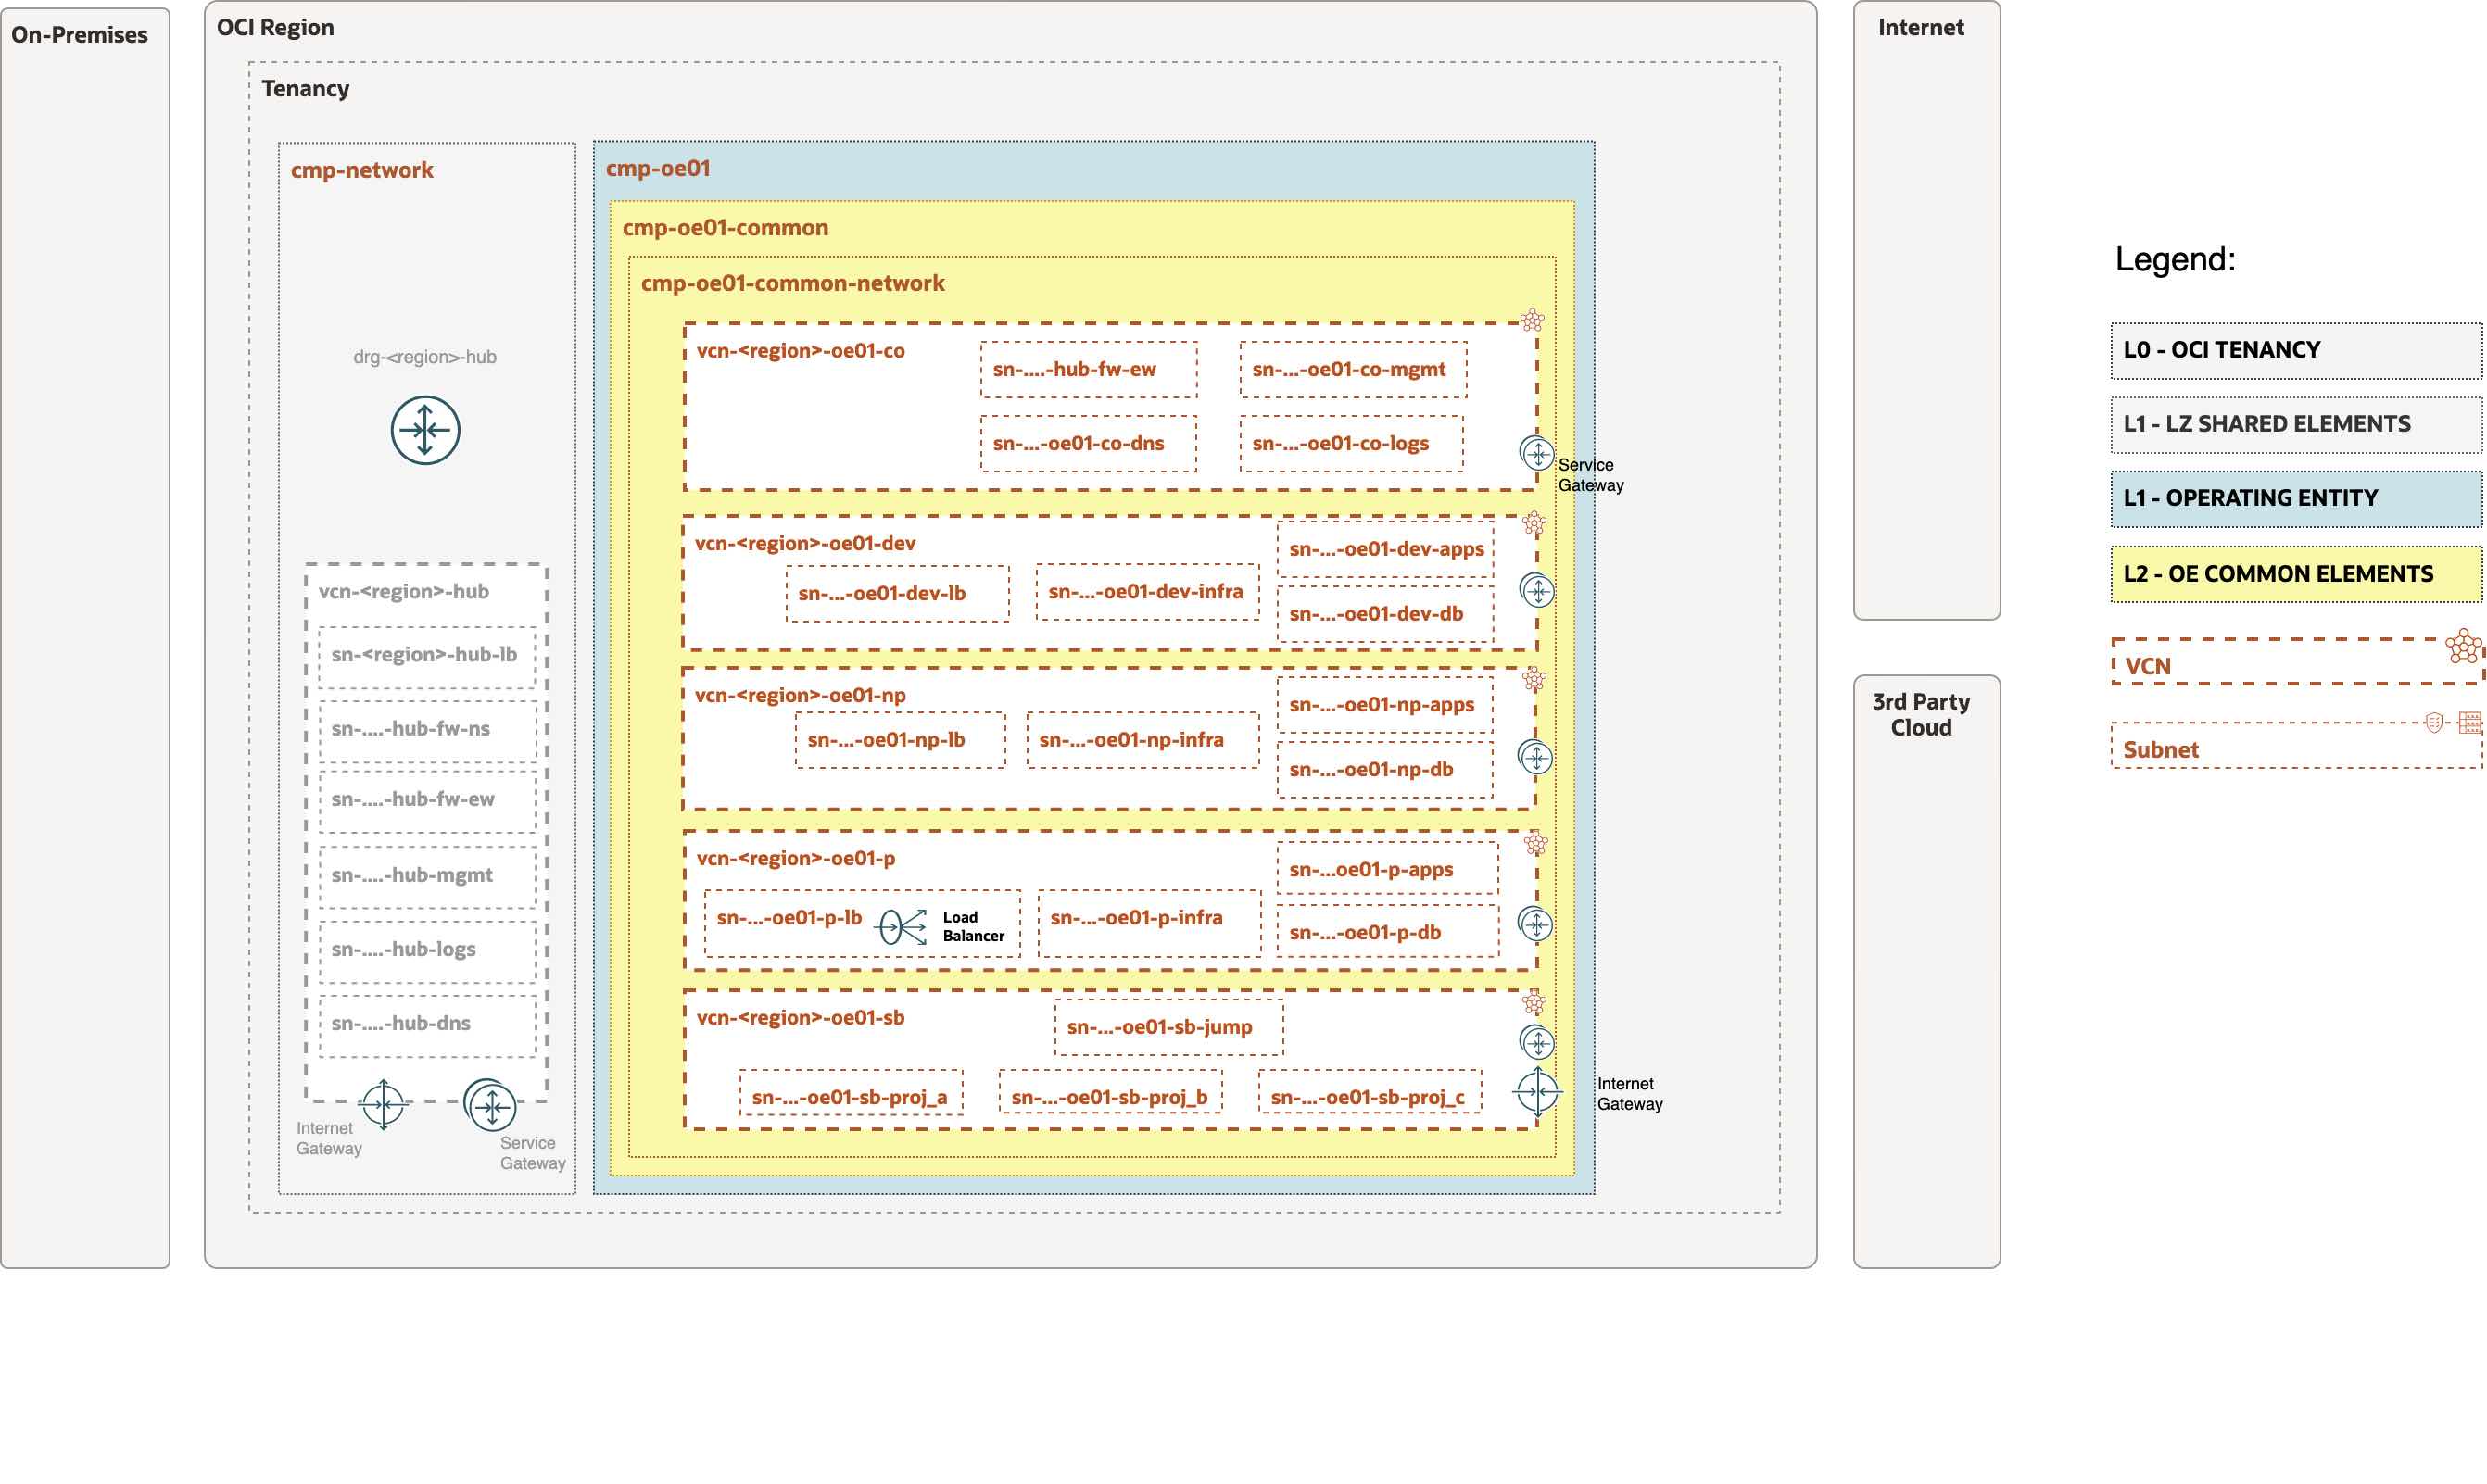 On-Premises
OCI Region
Tenancy
cmp-network
drg-<region>-hub
vcn-<region>-hub
sn-<region>-hub-lb
sn-....-hub-fw-ns
sn-....-hub-fw-ew
sn-....-hub-mgmt
sn-....-hub-logs
sn-....-hub-dns
Internet
Gateway
Service
Gateway
cmp-oe01
cmp-oe01-common
cmp-oe01-common-network
vcn-<region>-oe01-co
sn-....-hub-fw-ew
sn-...-oe01-co-mgmt
sn-...-oe01-co-dns
sn-...-oe01-co-logs
Service
Gateway
vcn-<region>-oe01-dev
sn-...-oe01-dev-lb
sn-...-oe01-dev-infra
sn-...-oe01-dev-apps
sn-...-oe01-dev-db
vcn-<region>-oe01-np
sn-...-oe01-np-lb
sn-...-oe01-np-infra
sn-...-oe01-np-apps
sn-...-oe01-np-db
vcn-<region>-oe01-p
sn-...-oe01-p-lb
Load
Balancer
sn-...-oe01-p-infra
sn-...oe01-p-apps
sn-...-oe01-p-db
vcn-<region>-oe01-sb
sn-...-oe01-sb-jump
sn-...-oe01-sb-proj_a
sn-...-oe01-sb-proj_b
sn-...-oe01-sb-proj_c
Internet
Gateway
Internet
3rd Party
Cloud
Legend:
L0 - OCI TENANCY
L1 - LZ SHARED ELEMENTS
L1 - OPERATING ENTITY
L2 - OE COMMON ELEMENTS
VCN
Subnet